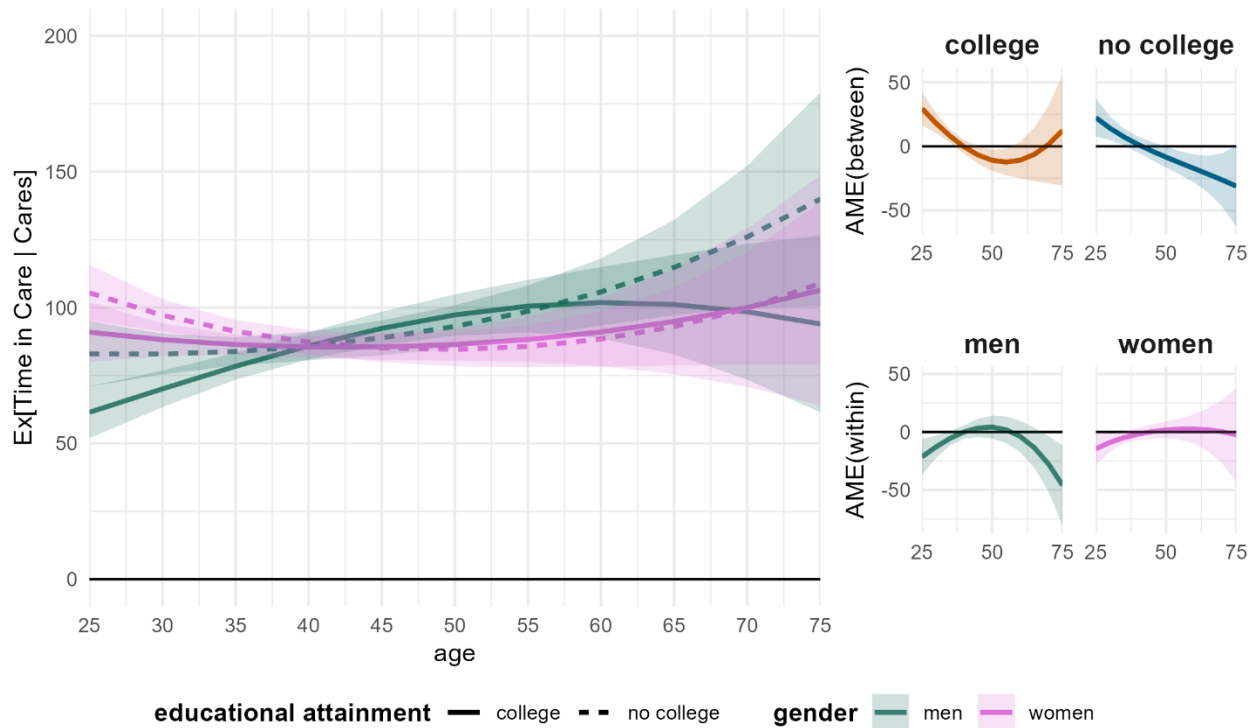 Ex[Time in Care | Cares]
200
150
100
50
0
25 30 35 40 45 50 55 60 65 70 75
age
college no college
AME(between)
50
0
-50
25 50 75 25 50 75
men women
AME(within)
50
0
-50
25 50 75 25 50 75
educational attainment college no college gender men women